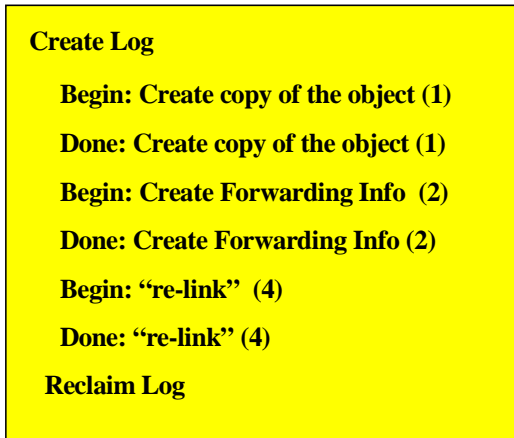 Create Log
Begin: Create copy of the object (1)
Done: Create copy of the object (1)
Begin: Create Forwarding Info (2)
Done: Create Forwarding Info (2)
Begin: “re-link” (4)
Done: “re-link” (4)
Reclaim Log